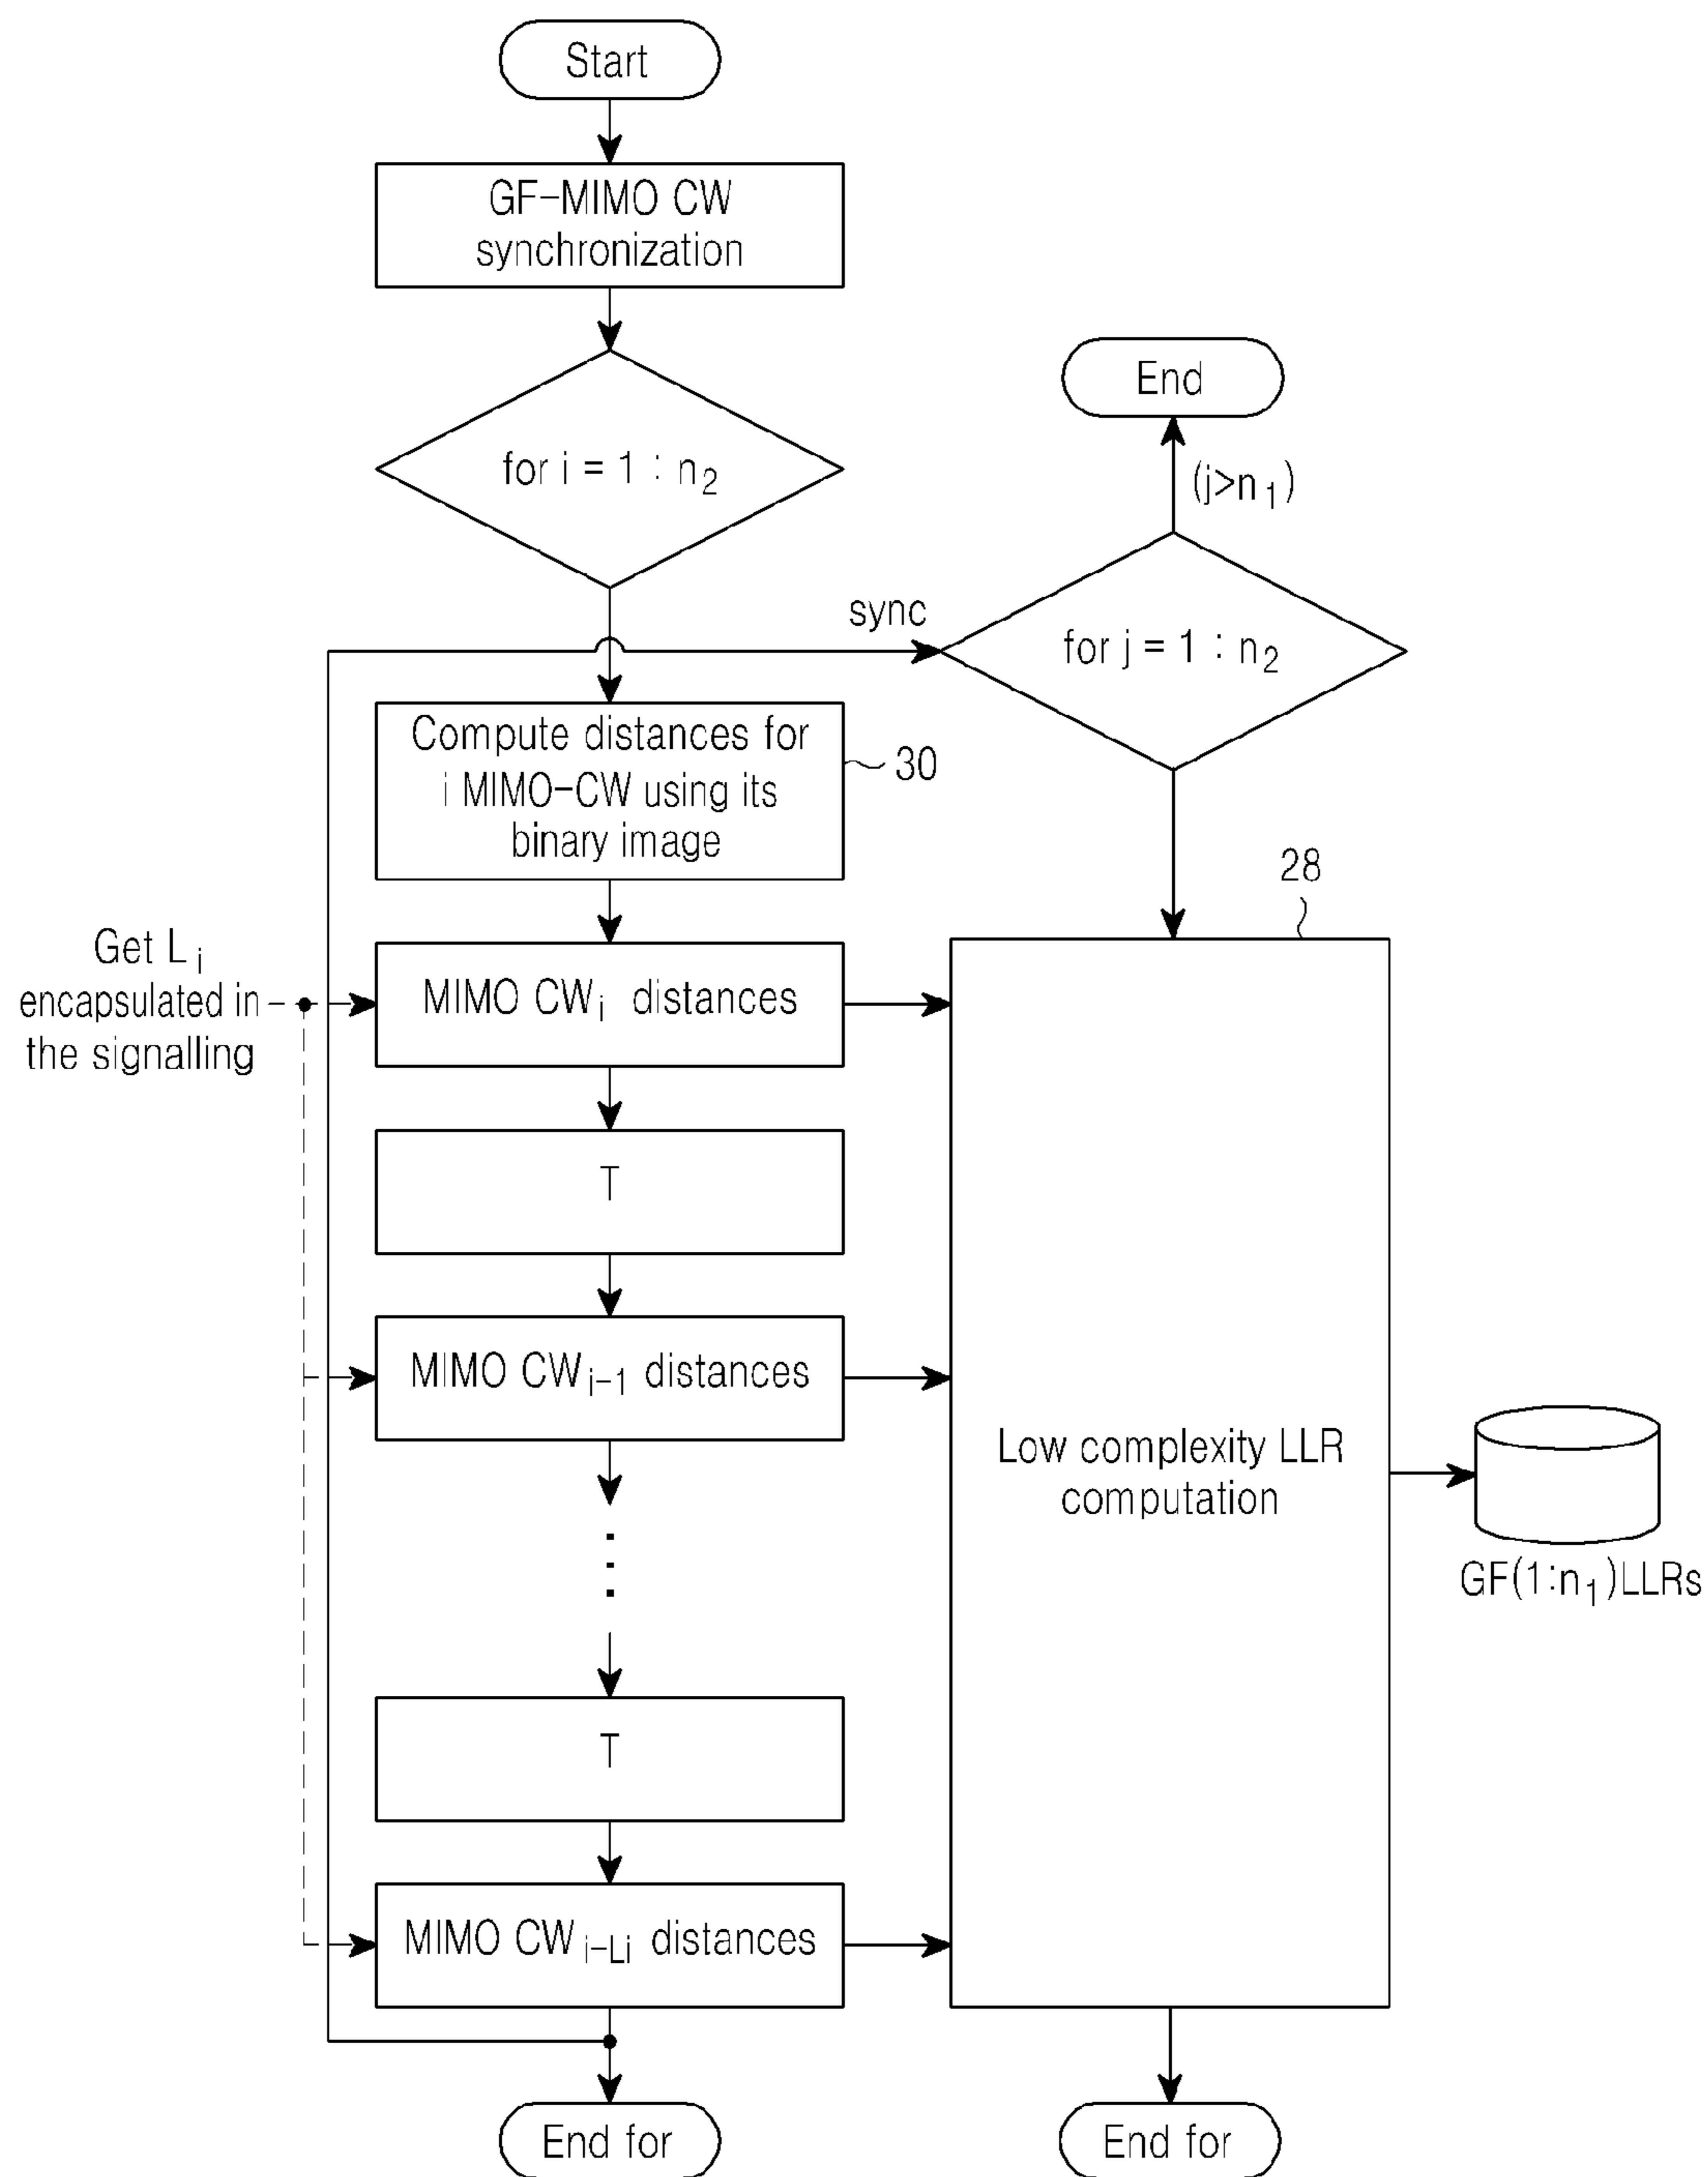 Start
GF-MIMO CW
synchronization
for i = 1 : n2
End
(j>n1)
sync
for j = 1 : n2
Compute distances for
i MIMO-CW using its
binary image
30
28
Get Li
encapsulated in
the signalling
MIMO CWi distances
T
MIMO CWi-1 distances
Low complexity LLR
computation
GF(1:n1)LLRs
T
MIMO CWi-Li distances
End for
End for